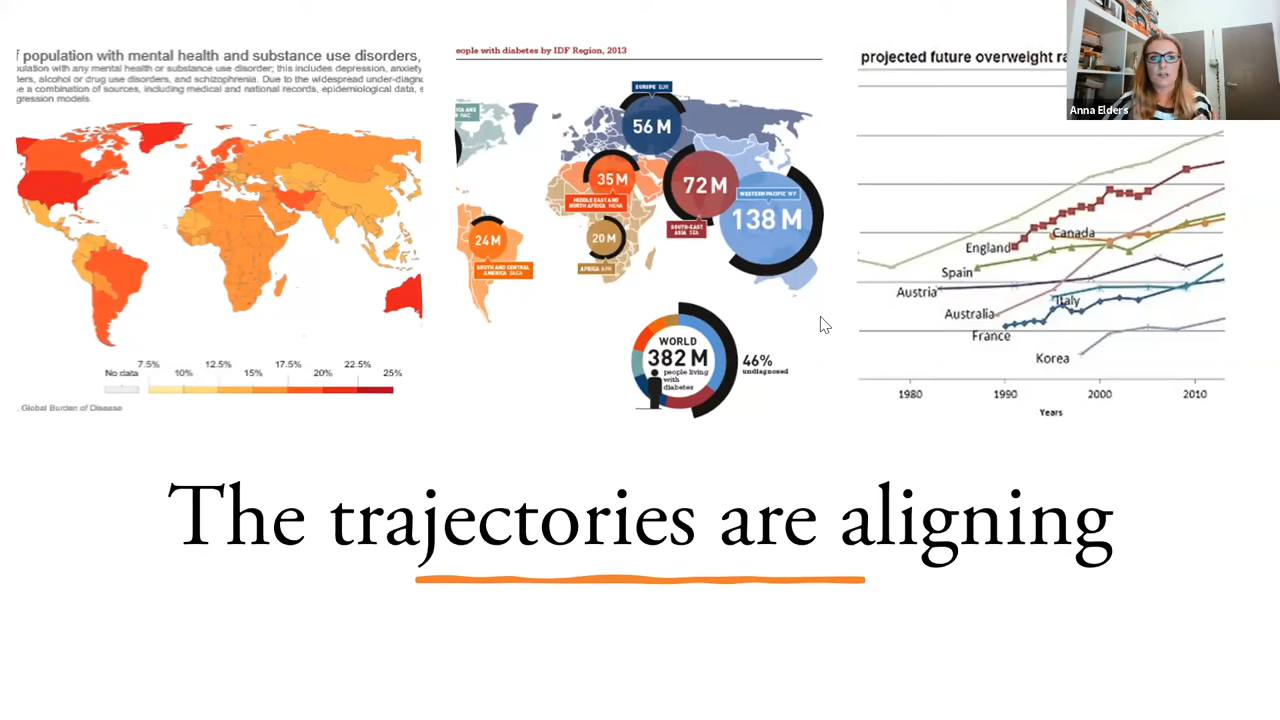 f population with mental health and substance use disorders,
ulation with any mental health or substance use disorder; this includes depression, anxiety
ers, alcohol or drug use disorders, and schizophrenia. Due to the widespread under-diagn
e a combination of sources, including medical and national records, epidemiological data, s
gression models.
No data
7.5%
10%
12.5%
15%
17.5%
20%
22.5%
25%
, Global Burden of Disease
eople with diabetes by IDF Region, 2013
EUROPE EUR
56 M
35 M
MIDDLE EAST AND
NORTH AFRICA MENA
72 M
SOUTH-EAST
ASIA SEA
WESTERN PACIFIC WP
138 M
24 M
SOUTH AND CENTRAL
AMERICA SACA
20 M
AFRICA AFR
WORLD
382 M
people living
with
diabetes
46%
undiagnosed
projected future overweight ra
England
Canada
Spain
Austria
Australia
Italy
France
Korea
1980
1990
2000
2010
Years
Anna Elders
The trajectories are aligning